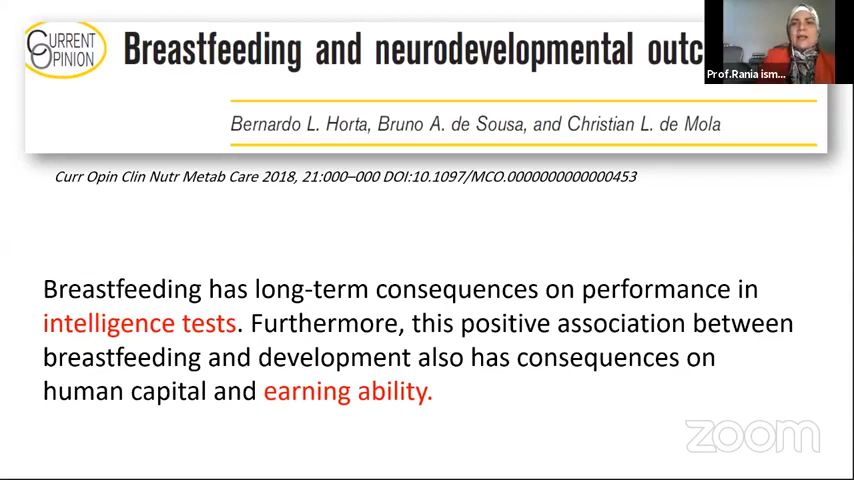 CURRENT
OPINION
Breastfeeding and neurodevelopmental
Prof.Rania ism...
Bernardo L. Horta, Bruno A. de Sousa, and Christian L. de Mola
Curr Opin Clin Nutr Metab Care 2018, 21:000–000 DOI:10.1097/MCO.0000000000000453
Breastfeeding has long-term consequences on performance in
intelligence tests. Furthermore, this positive association between
breastfeeding and development also has consequences on
human capital and earning ability.
zoom